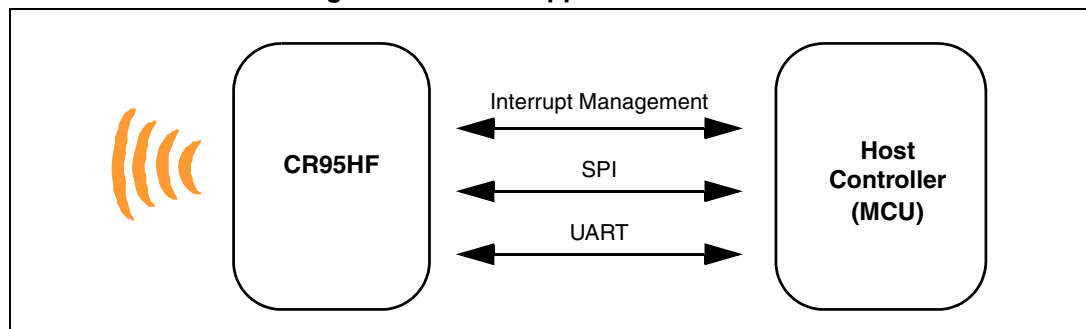 Interrupt Management
CR95HF
SPI
UART
Host
Controller
(MCU)